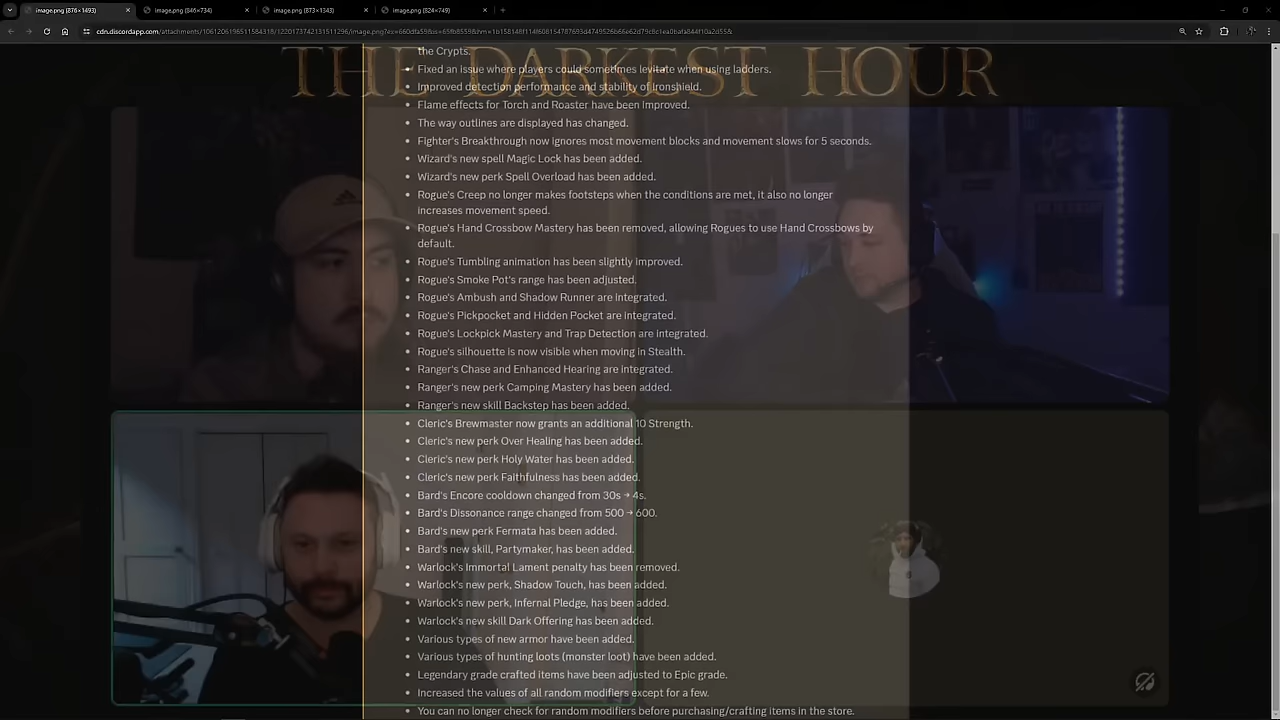 image.png (876×1493)
image.png (846×734)
image.png (873×1343)
image.png (824×749)
THE DARKEST HOUR
the Crypts.
Fixed an issue where players could sometimes levitate when using ladders.
Improved detection performance and stability of ironshield.
Flame effects for Torch and Roaster have been improved.
The way outlines are displayed has changed.
Fighter's Breakthrough now ignores most movement blocks and movement slows for 5 seconds.
Wizard's new spell Magic Lock has been added.
Wizard's new perk Spell Overload has been added.
Rogue's Creep no longer makes footsteps when the conditions are met, it also no longer
increases movement speed.
Rogue's Hand Crossbow Mastery has been removed, allowing Rogues to use Hand Crossbows by
default.
Rogue's Tumbling animation has been slightly improved.
Rogue's Smoke Pot's range has been adjusted.
Rogue's Ambush and Shadow Runner are integrated.
Rogue's Pickpocket and Hidden Pocket are integrated.
Rogue's Lockpick Mastery and Trap Detection are integrated.
Rogue's silhouette is now visible when moving in Stealth.
Ranger's Chase and Enhanced Hearing are integrated.
Ranger's new perk Camping Mastery has been added.
Ranger's new skill Backstep has been added.
Cleric's Brewmaster now grants an additional 10 Strength.
Cleric's new perk Over Healing has been added.
Cleric's new perk Holy Water has been added.
Cleric's new perk Faithfulness has been added.
Bard's Encore cooldown changed from 30s → 4s.
Bard's Dissonance range changed from 500 → 600.
Bard's new perk Fermata has been added.
Bard's new skill, Partymaker, has been added.
Warlock's Immortal Lament penalty has been removed.
Warlock's new perk, Shadow Touch, has been added.
Warlock's new perk, Infernal Pledge, has been added.
Warlock's new skill Dark Offering has been added.
Various types of new armor have been added.
Various types of hunting loots (monster loot) have been added.
Legendary grade crafted items have been adjusted to Epic grade.
Increased the values of all random modifiers except for a few.
You can no longer check for random modifiers before purchasing/crafting items in the store.